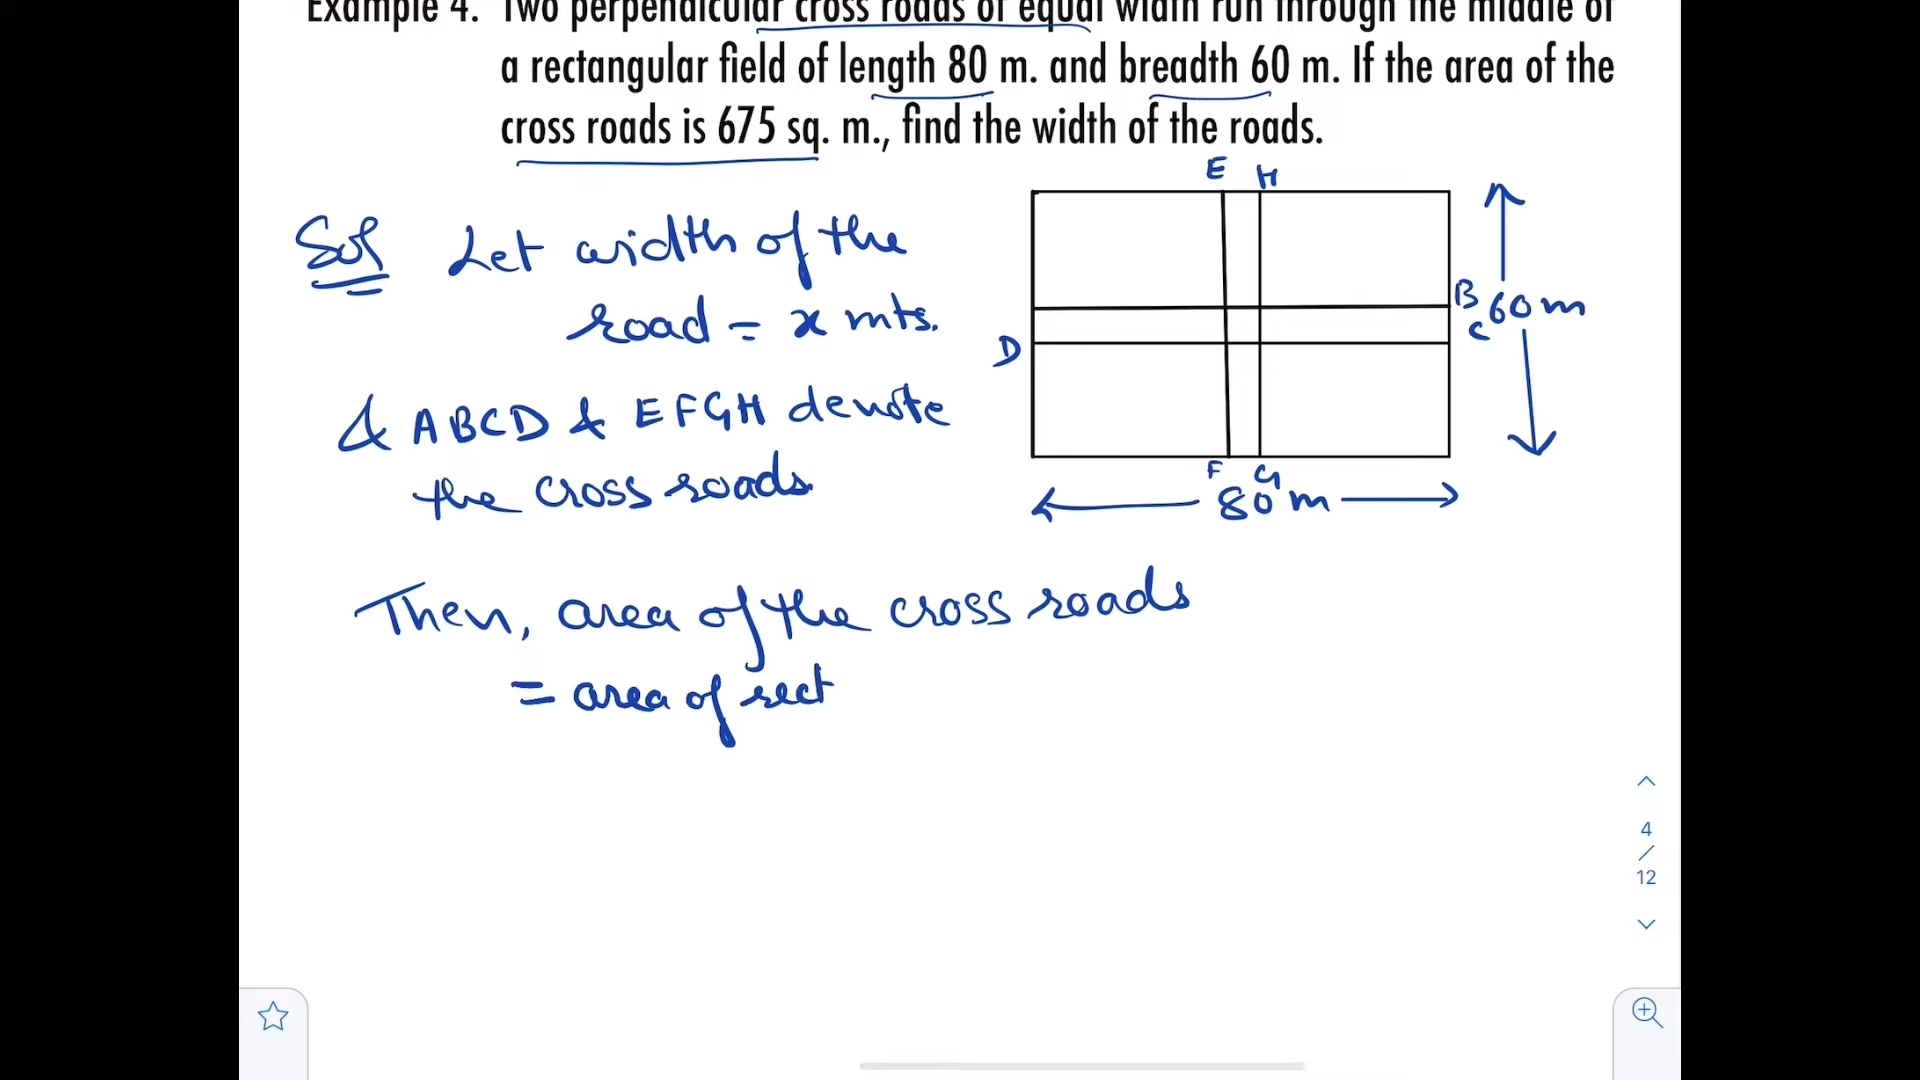 Example 4. Two perpendicular cross roads of equal width run through the middle of
a rectangular field of length 80 m. and breadth 60 m. If the area of the
cross roads is 675 sq. m., find the width of the roads.
E H
Sol Let width of the
road = x mts.
B
C 60 m
D
& ABCD & EFGH denote
the cross roads
F G
80 m
Then, area of the cross roads
= area of rect
4
/
12